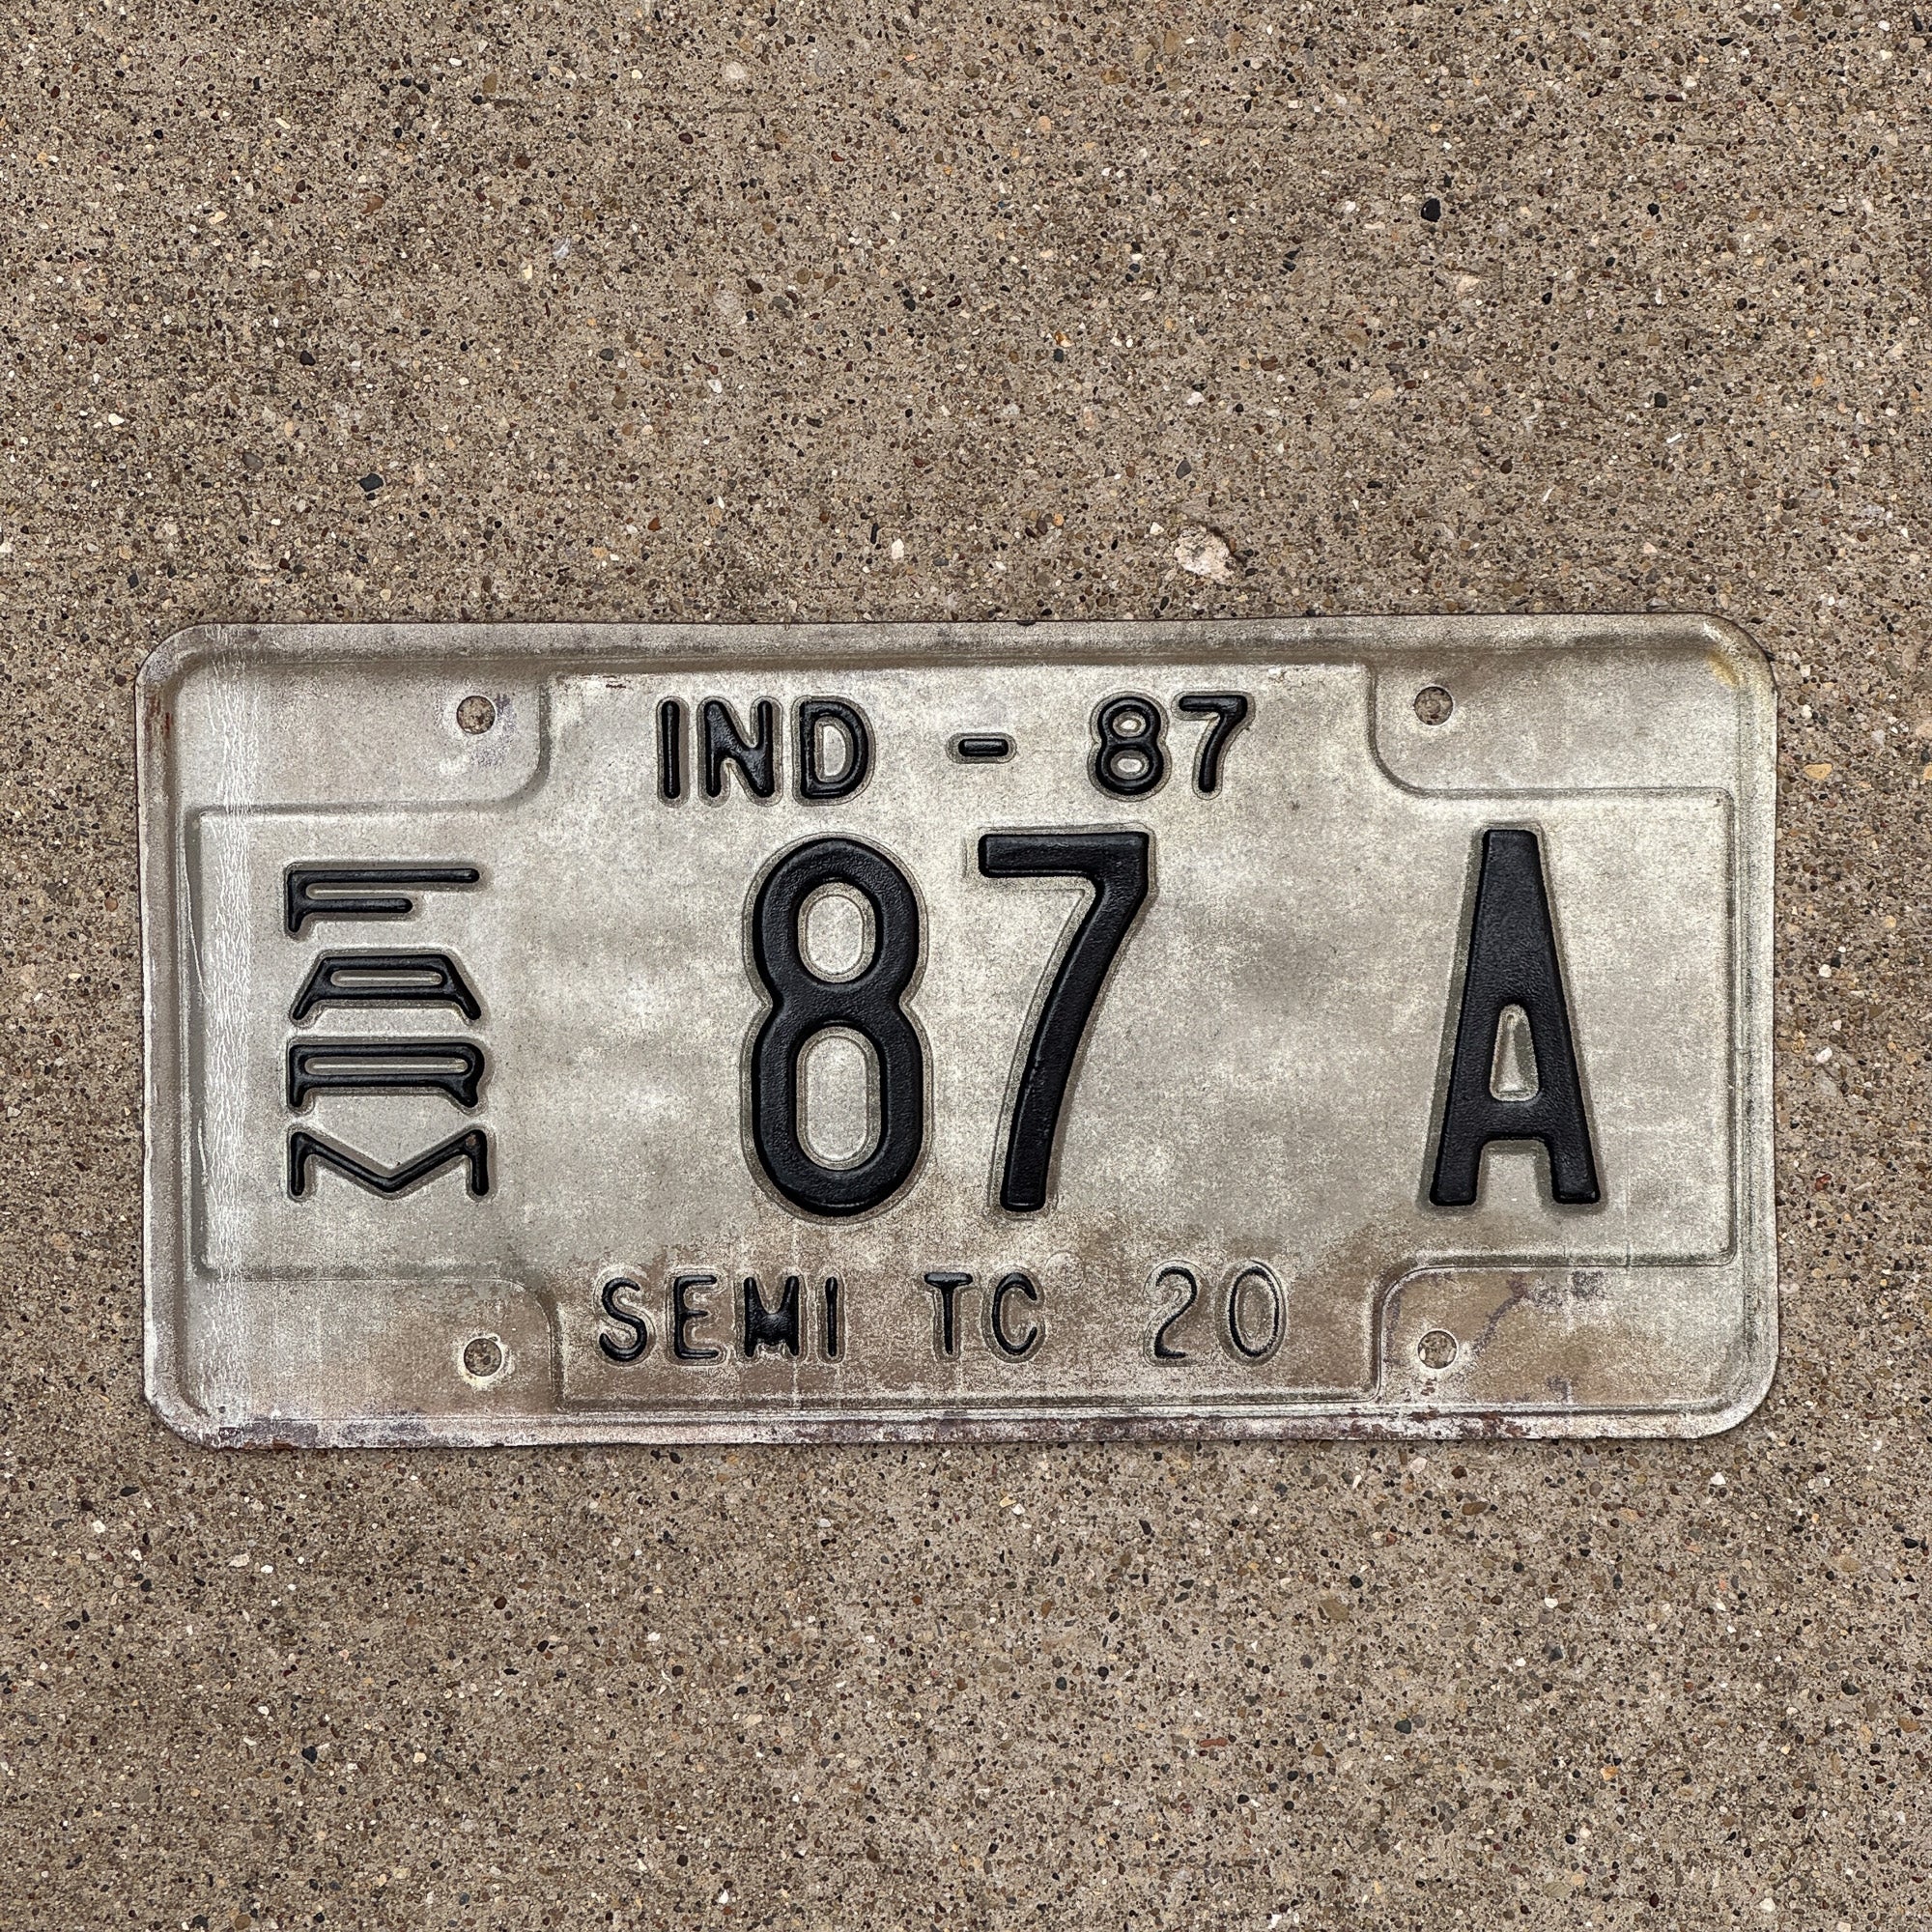 IND - 87
FARM
87 A
SEMI TC 20